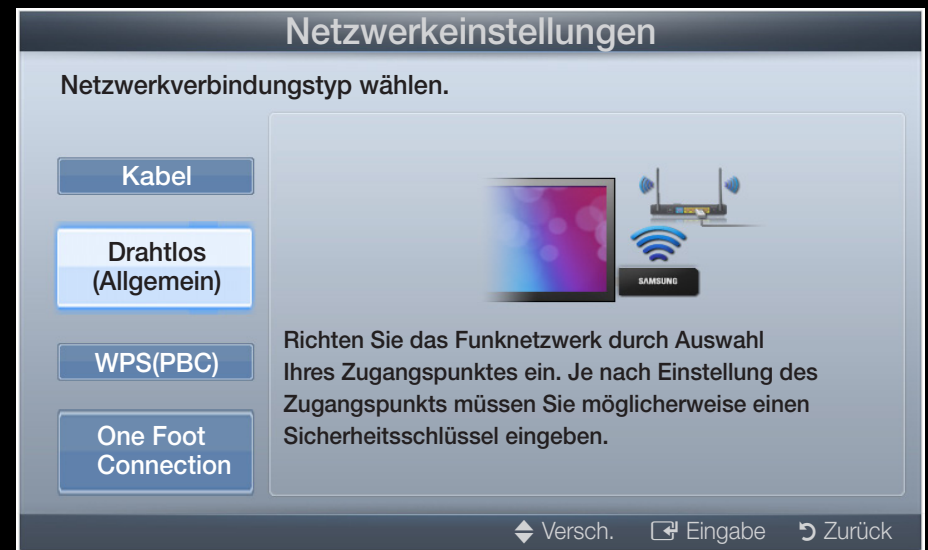 Netzwerkeinstellungen
Netzwerkverbindungstyp wählen.
Kabel
Drahtlos
(Allgemein)
WPS(PBC)
One Foot
Connection
SAMSUNG
Richten Sie das Funknetzwerk durch Auswahl
Ihres Zugangspunktes ein. Je nach Einstellung des
Zugangspunkts müssen Sie möglicherweise einen
Sicherheitsschlüssel eingeben.
Versch. Eingabe Zurück